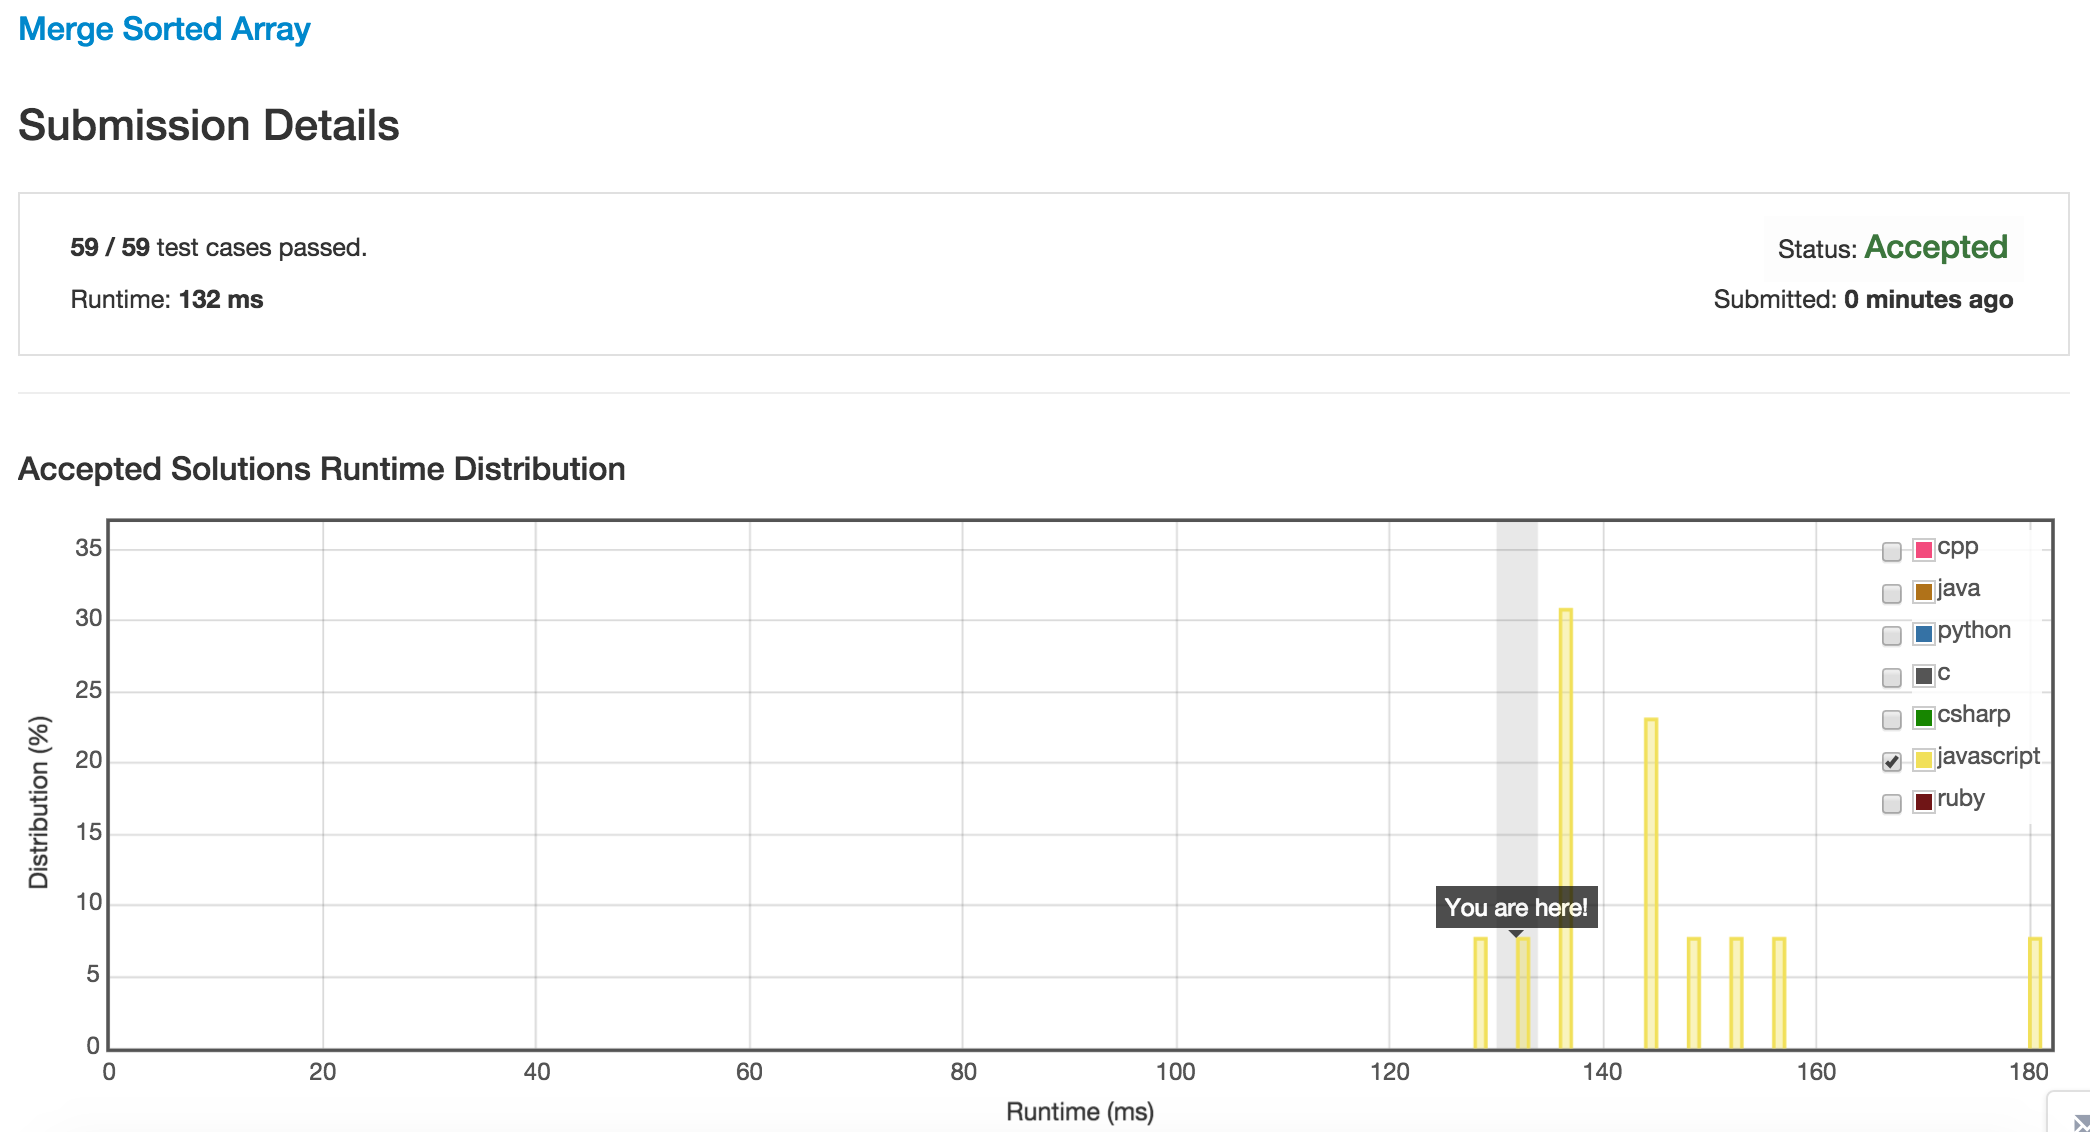 Merge Sorted Array
Submission Details
59 / 59 test cases passed.
Status: Accepted
Runtime: 132 ms
Submitted: 0 minutes ago
Accepted Solutions Runtime Distribution
Distribution (%)
35
30
25
20
15
10
5
0
cpp
java
python
c
csharp
javascript
ruby
You are here!
0 20 40 60 80 100 120 140 160 180
Runtime (ms)